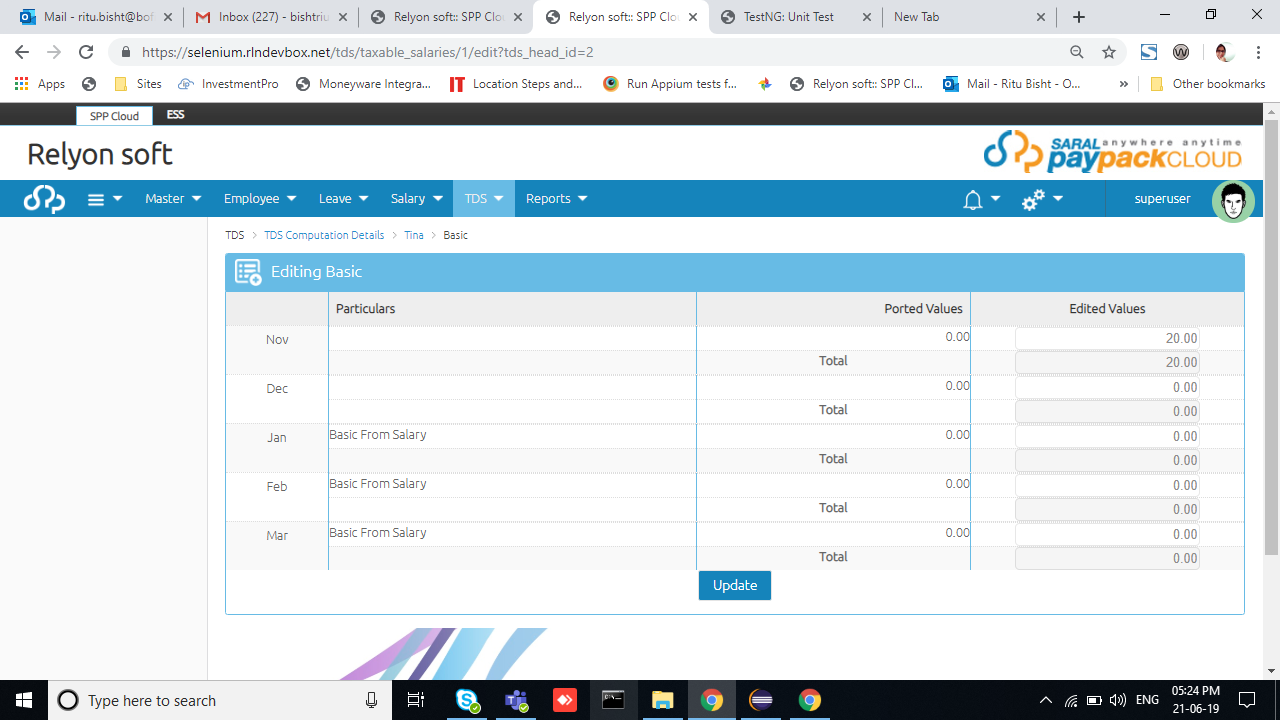 Mail - ritu.bisht@bof
Inbox (227) - bishtriu
Relyon soft:: SPP Clo
Relyon soft:: SPP Clo
TestNG: Unit Test
New Tab
https://selenium.rlndevbox.net/tds/taxable_salaries/1/edit?tds_head_id=2
Apps
Sites
InvestmentPro
Moneyware Integra...
IT
Location Steps and...
Run Appium tests f...
Relyon soft:: SPP Cl...
Mail - Ritu Bisht - O...
Other bookmarks
SPP Cloud
ESS
Relyon soft
SARAL anywhere anytime
paypackCLOUD
Master
Employee
Leave
Salary
TDS
Reports
superuser
TDS > TDS Computation Details > Tina > Basic
Editing Basic
Particulars Ported Values Edited Values
Nov 0.00 20.00
Total 20.00
Dec 0.00 0.00
Total 0.00
Jan Basic From Salary 0.00 0.00
Total 0.00
Feb Basic From Salary 0.00 0.00
Total 0.00
Mar Basic From Salary 0.00 0.00
Total 0.00
Update
Type here to search
ENG
05:24 PM
21-06-19